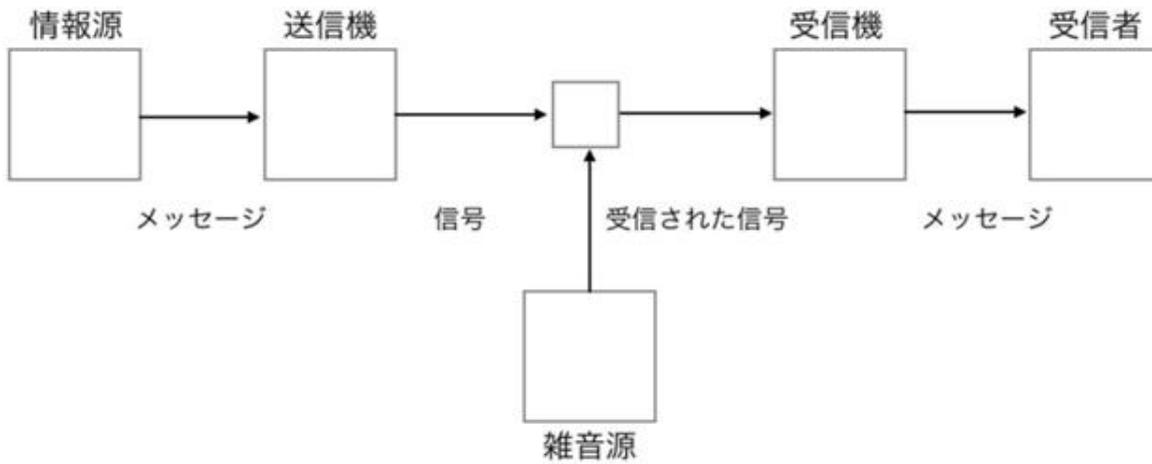 情報源
送信機
受信機
受信者
メッセージ
信号
受信された信号
メッセージ
雑音源